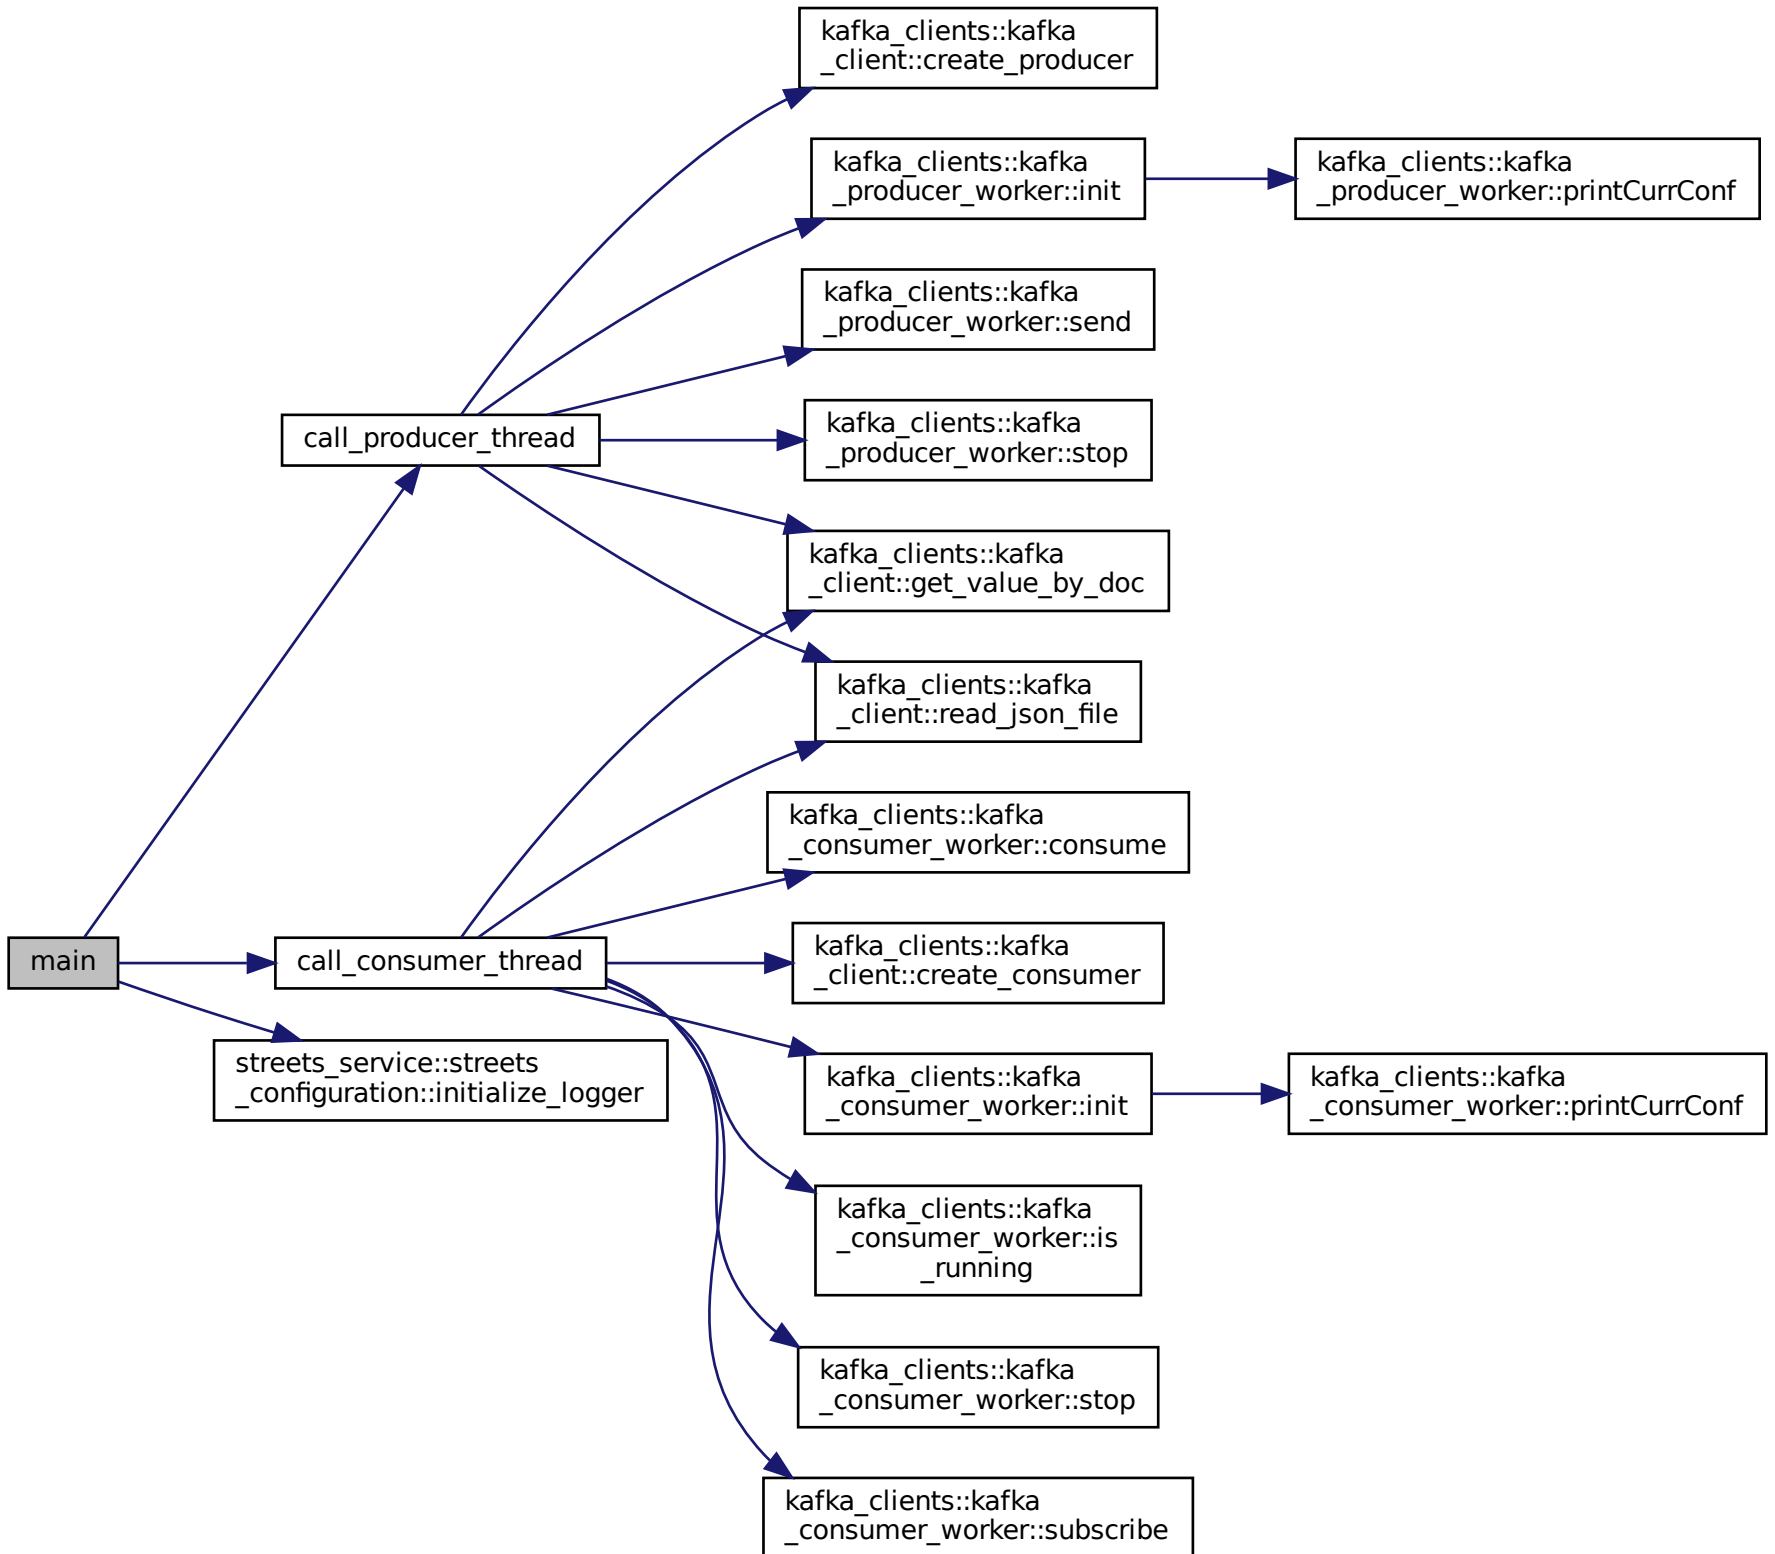 kafka_clients::kafka
_client::create_producer
kafka_clients::kafka
_producer_worker::init
kafka_clients::kafka
_producer_worker::printCurrConf
kafka_clients::kafka
_producer_worker::send
call_producer_thread
kafka_clients::kafka
_producer_worker::stop
kafka_clients::kafka
_client::get_value_by_doc
kafka_clients::kafka
_client::read_json_file
kafka_clients::kafka
_consumer_worker::consume
main
call_consumer_thread
kafka_clients::kafka
_client::create_consumer
streets_service::streets
_configuration::initialize_logger
kafka_clients::kafka
_consumer_worker::init
kafka_clients::kafka
_consumer_worker::printCurrConf
kafka_clients::kafka
_consumer_worker::is
_running
kafka_clients::kafka
_consumer_worker::stop
kafka_clients::kafka
_consumer_worker::subscribe